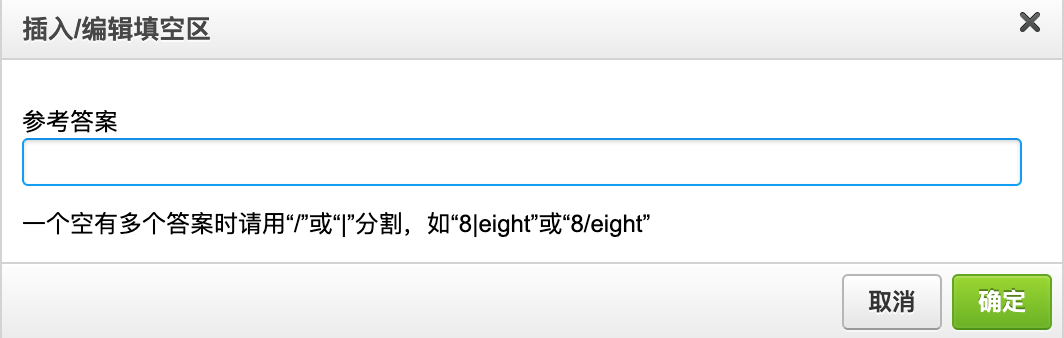 插入/编辑填空区
参考答案
一个空有多个答案时请用“/”或“|”分割，如“8|eight”或“8/eight”
取消
确定